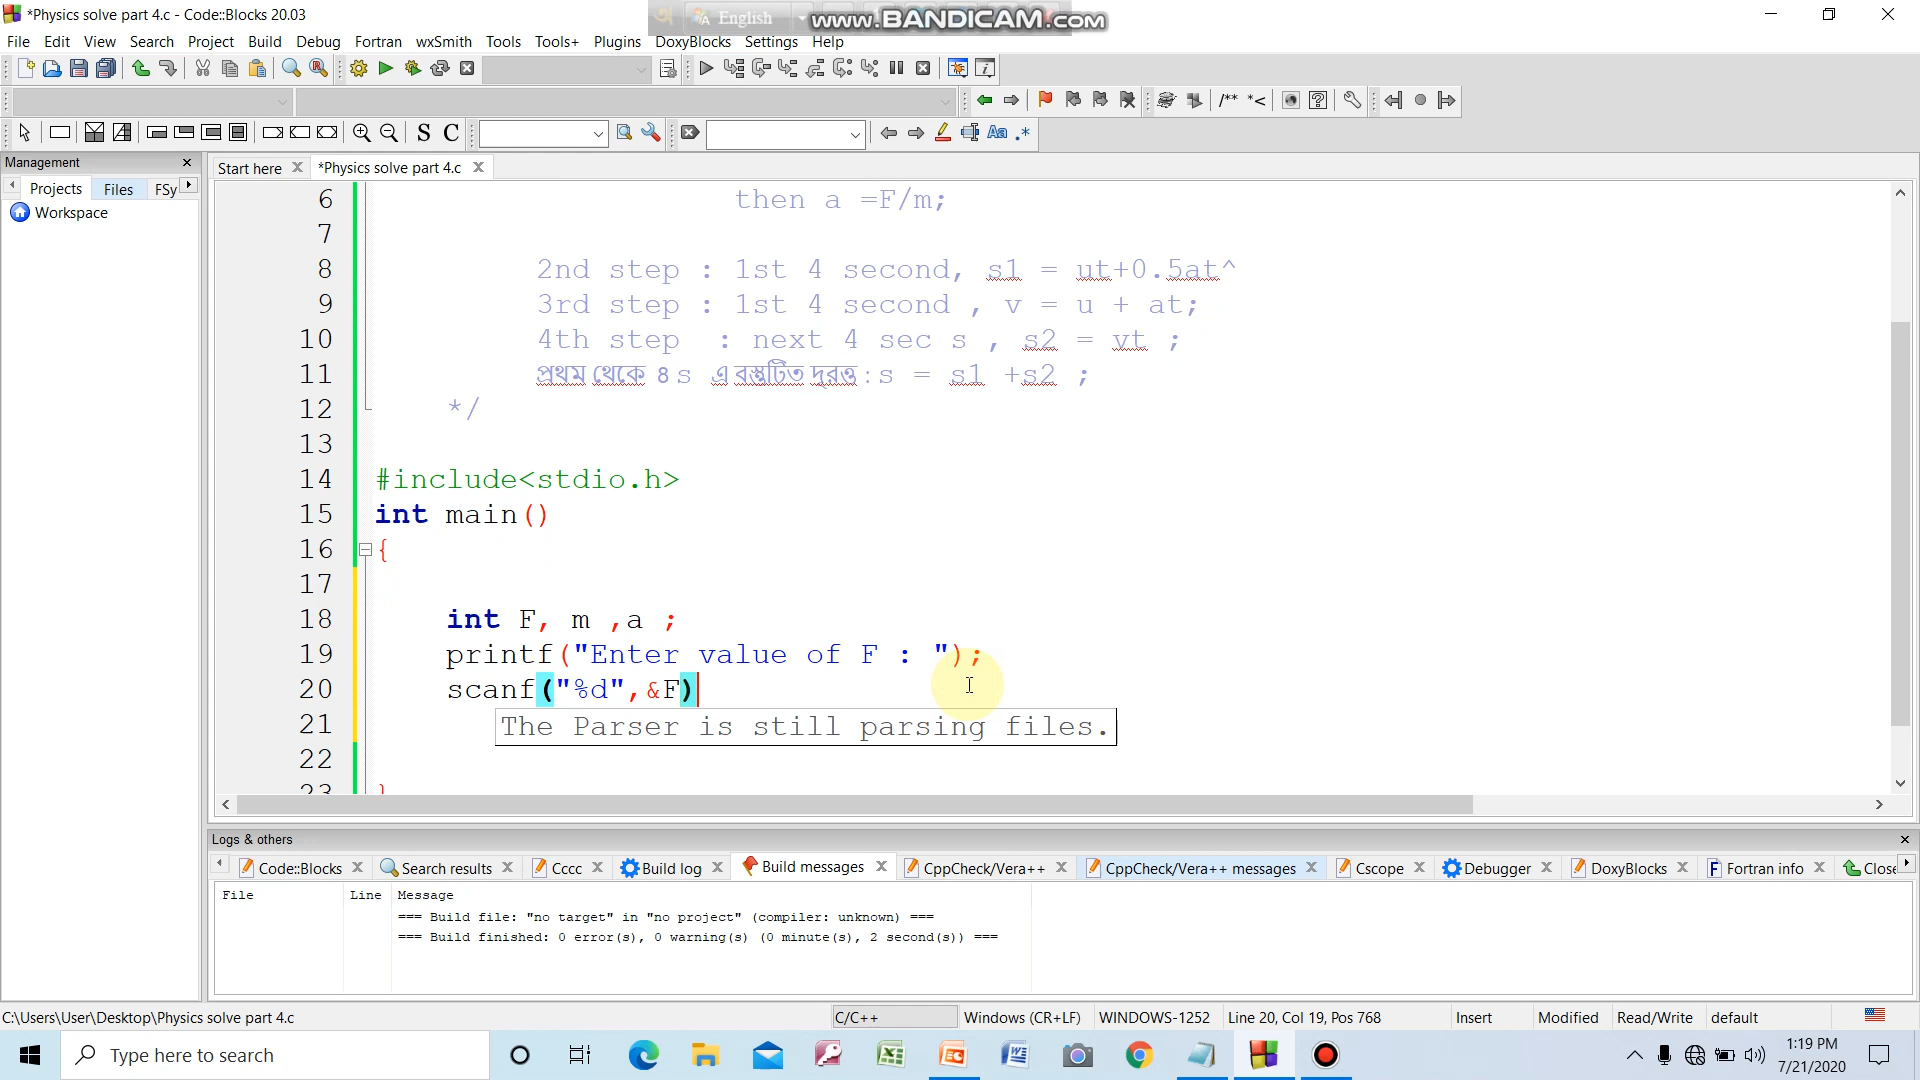 *Physics solve part 4.c - Code::Blocks 20.03
English
www.BANDICAM.com
File Edit View Search Project Build Debug Fortran wxSmith Tools Tools+ Plugins DoxyBlocks Settings Help
/** *<
S C
Aa .*
Management
Start here *Physics solve part 4.c
Projects Files FSy
Workspace
6 then a =F/m;
7
8 2nd step : 1st 4 second, s1 = ut+0.5at^
9 3rd step : 1st 4 second , v = u + at;
10 4th step : next 4 sec s , s2 = vt ;
11 প্রথম থেকে ৪ s এ বস্তুটিত দূরত্ত : s = s1 +s2 ;
12 */
13
14 #include<stdio.h>
15 int main()
16 {
17
18 int F, m ,a ;
19 printf("Enter value of F : ");
20 scanf("%d",&F)
21 The Parser is still parsing files.
22
23 }
Logs & others
Code::Blocks Search results Cccc Build log Build messages CppCheck/Vera++ CppCheck/Vera++ messages Cscope Debugger DoxyBlocks Fortran info Close
File Line Message
=== Build file: "no target" in "no project" (compiler: unknown) ===
=== Build finished: 0 error(s), 0 warning(s) (0 minute(s), 2 second(s)) ===
C:\Users\User\Desktop\Physics solve part 4.c C/C++ Windows (CR+LF) WINDOWS-1252 Line 20, Col 19, Pos 768 Insert Modified Read/Write default
Type here to search
1:19 PM
7/21/2020